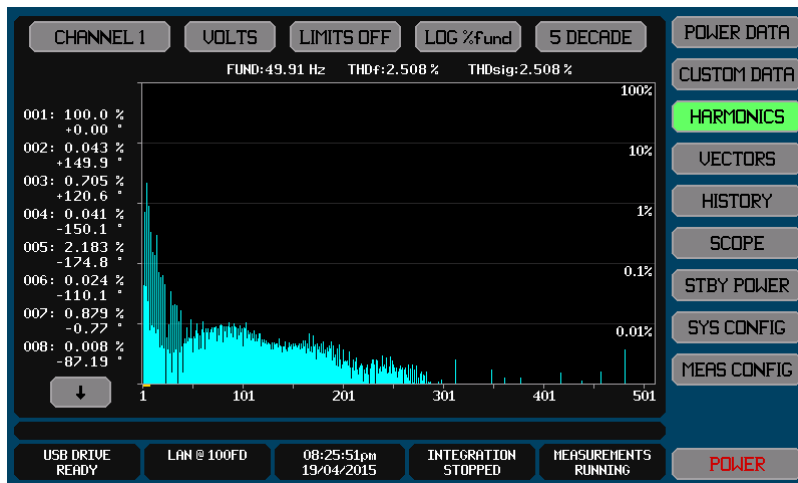 CHANNEL 1 VOLTS LIMITS OFF LOG %fund 5 DECADE POWER DATA
FUND:49.91 Hz THDf:2.508 % THDsig:2.508 %
CUSTOM DATA
HARMONICS
VECTORS
HISTORY
SCOPE
STBY POWER
SYS CONFIG
MEAS CONFIG
001: 100.0 %
+0.00 °
002: 0.043 %
+149.9 °
003: 0.705 %
+120.6 °
004: 0.041 %
-150.1 °
005: 2.183 %
-174.8 °
006: 0.024 %
-110.1 °
007: 0.879 %
-0.27 °
008: 0.008 %
-87.19 °
↓
100%
10%
1%
0.1%
0.01%
1 101 201 301 401 501
USB DRIVE
READY
LAN @ 100FD
08:25:51pm
19/04/2015
INTEGRATION
STOPPED
MEASUREMENTS
RUNNING
POWER